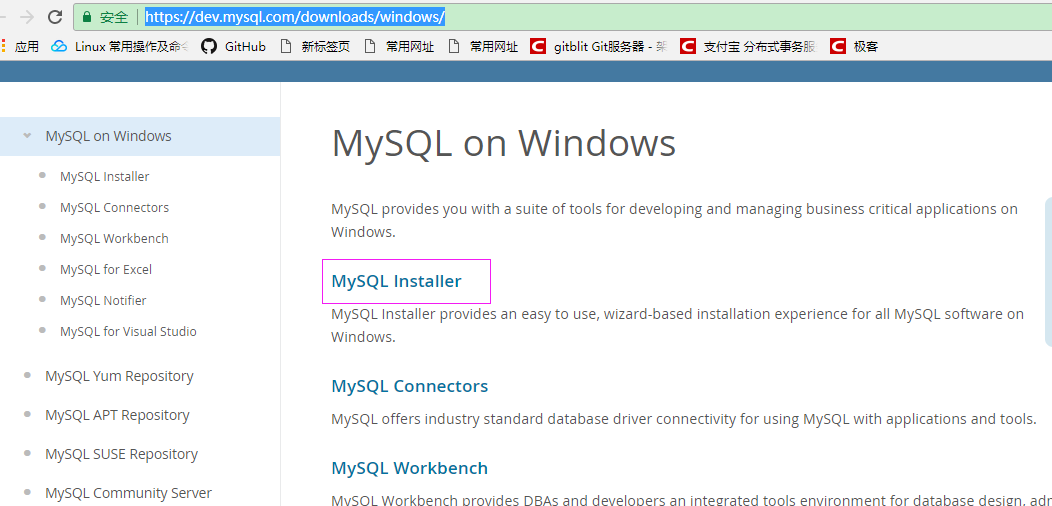 安全 https://dev.mysql.com/downloads/windows/
应用 Linux 常用操作及命令 GitHub 新标签页 常用网址 常用网址 gitblit Git服务器 - 支付宝 分布式事务服 极客
MySQL on Windows
MySQL Installer
MySQL Connectors
MySQL Workbench
MySQL for Excel
MySQL Notifier
MySQL for Visual Studio
MySQL Yum Repository
MySQL APT Repository
MySQL SUSE Repository
MySQL Community Server
MySQL on Windows
MySQL provides you with a suite of tools for developing and managing business critical applications on
Windows.
MySQL Installer
MySQL Installer provides an easy to use, wizard-based installation experience for all MySQL software on
Windows.
MySQL Connectors
MySQL offers industry standard database driver connectivity for using MySQL with applications and tools.
MySQL Workbench
MySQL Workbench provides DBAs and developers an integrated tools environment for database design,